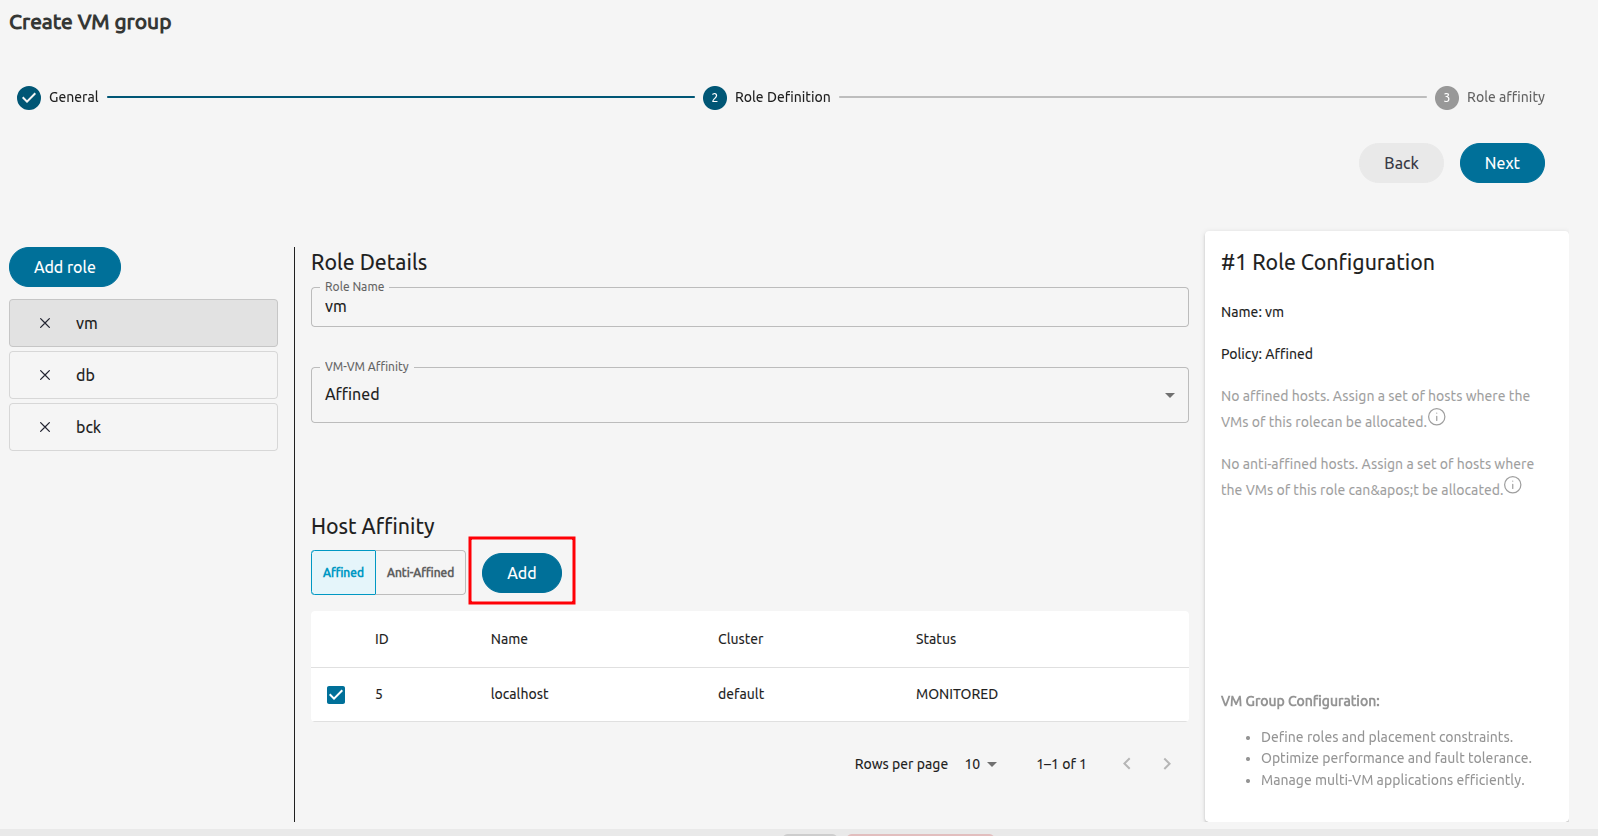 Create VM group
General
2
Role Definition
3
Role affinity
Back
Next
Add role
vm
db
bck
Role Details
Role Name
vm
VM-VM Affinity
Affined
Host Affinity
Affined
Anti-Affined
Add
ID Name Cluster Status
5 localhost default MONITORED
Rows per page 10 1–1 of 1
#1 Role Configuration
Name: vm
Policy: Affined
No affined hosts. Assign a set of hosts where the
VMs of this rolecan be allocated.
No anti-affined hosts. Assign a set of hosts where
the VMs of this role can&apos;t be allocated.
VM Group Configuration:
• Define roles and placement constraints.
• Optimize performance and fault tolerance.
• Manage multi-VM applications efficiently.